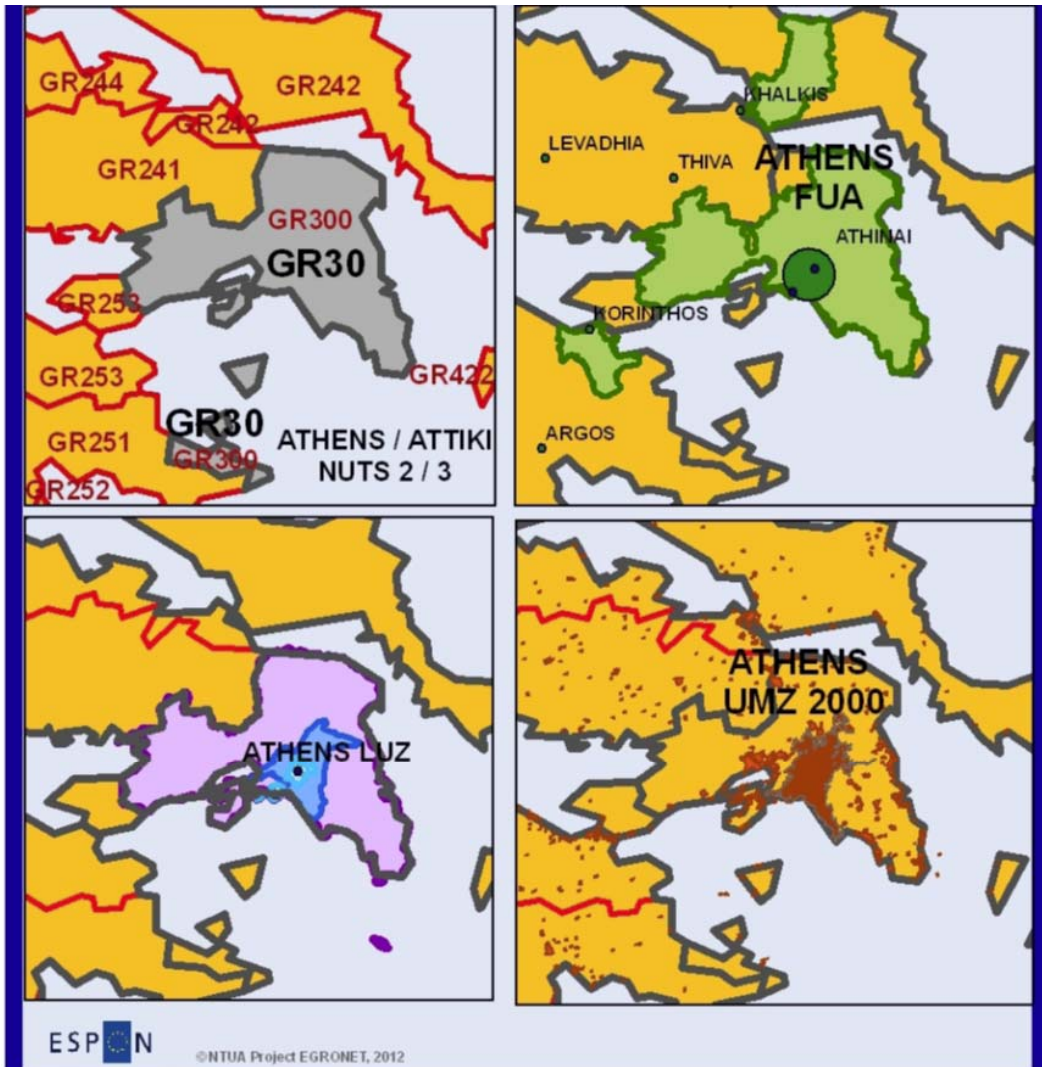 GR244
GR242
GR242
GR241
GR300
GR30
GR253
GR253
GR422
GR30
GR251
ATHENS / ATTIKI
GR300
NUTS 2 / 3
GR252
KHALKIS
LEVADHIA
THIVA
ATHENS
FUA
ATHINAI
KORINTHOS
ARGOS
ATHENS LUZ
ATHENS
UMZ 2000
ESPON
©NTUA Project EGRONET, 2012